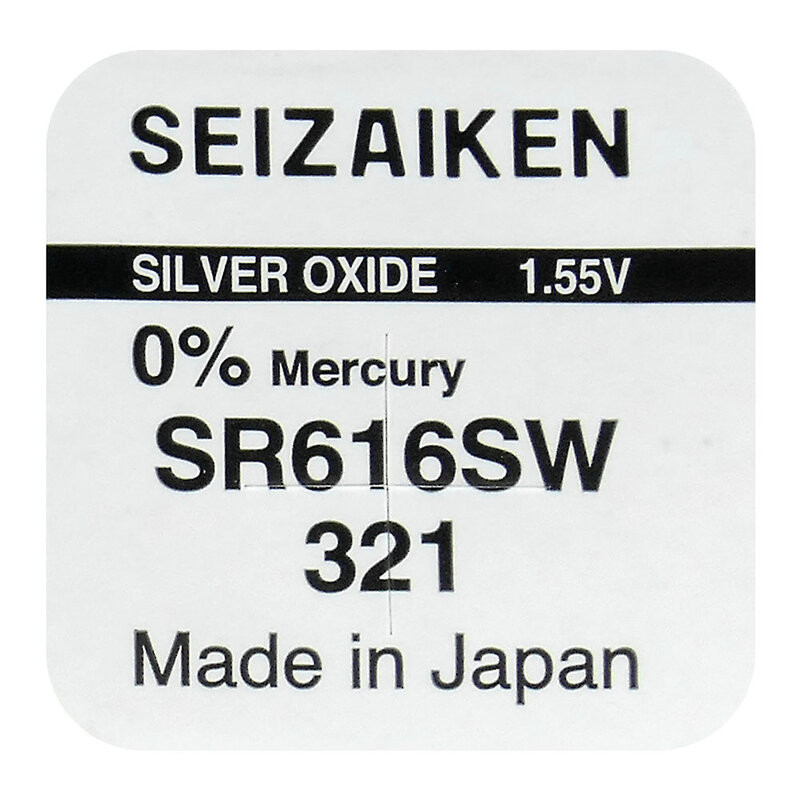 SEIZAIKEN
SILVER OXIDE 1.55V
0% Mercury
SR616SW
321
Made in Japan